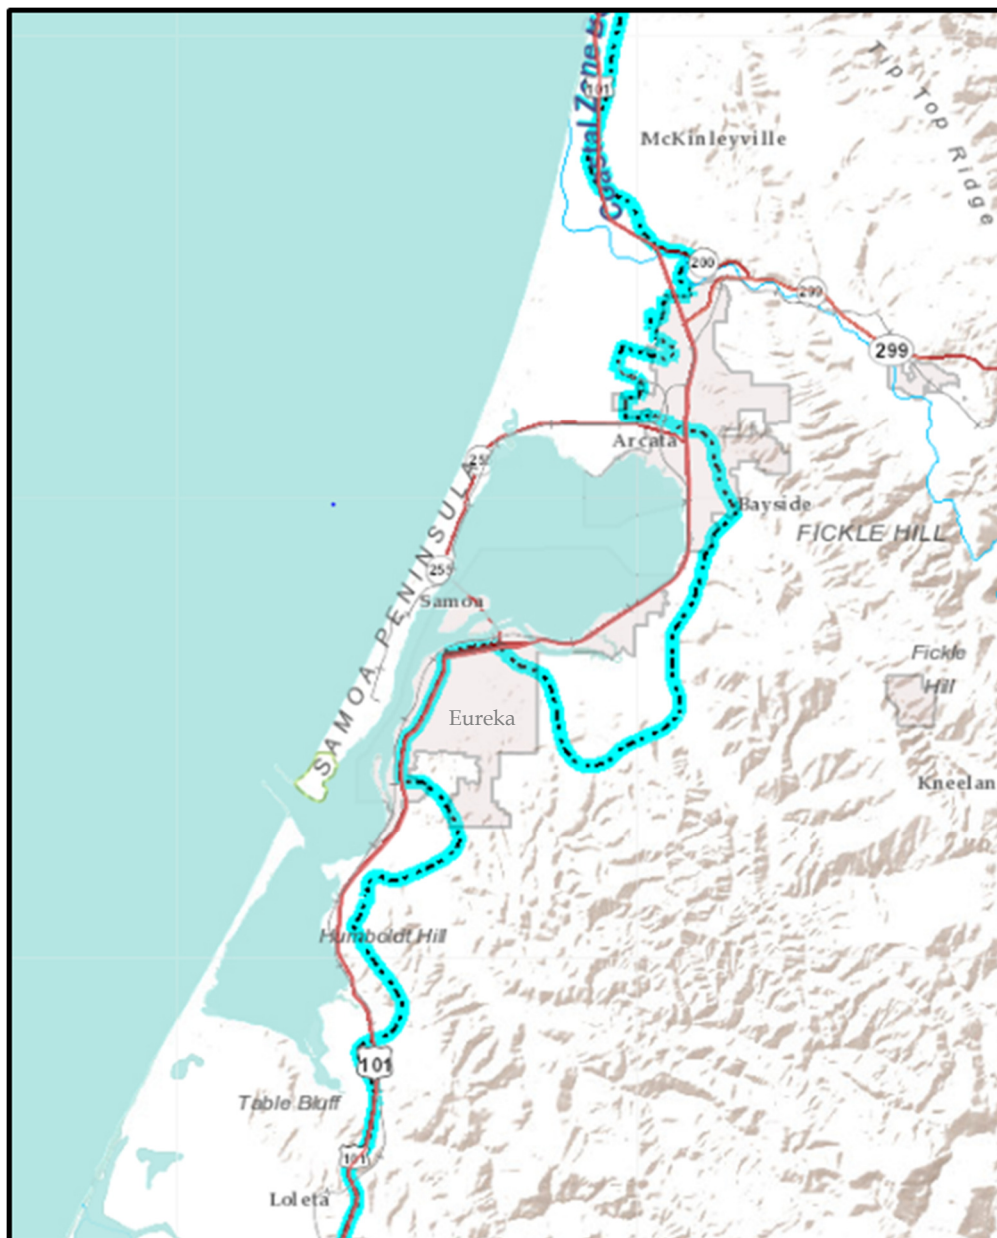 Coastal Zone
101
McKinleyville
Tip Top Ridge
200
299
299
Arcata
255
Bayside
FICKLE HILL
SAMOA PENINSULA
255
Samoa
Fickle
Hill
Eureka
Kneelan
Humboldt Hill
101
Table Bluff
101
Loleta